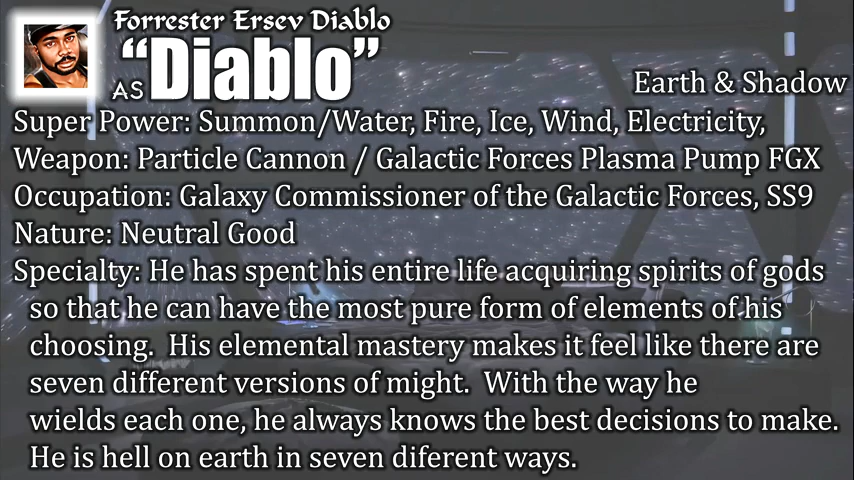 Forrester Ersev Diablo
AS "Diablo"
Earth & Shadow
Super Power: Summon/Water, Fire, Ice, Wind, Electricity,
Weapon: Particle Cannon / Galactic Forces Plasma Pump FGX
Occupation: Galaxy Commissioner of the Galactic Forces, SS9
Nature: Neutral Good
Specialty: He has spent his entire life acquiring spirits of gods
so that he can have the most pure form of elements of his
choosing. His elemental mastery makes it feel like there are
seven different versions of might. With the way he
wields each one, he always knows the best decisions to make.
He is hell on earth in seven diferent ways.